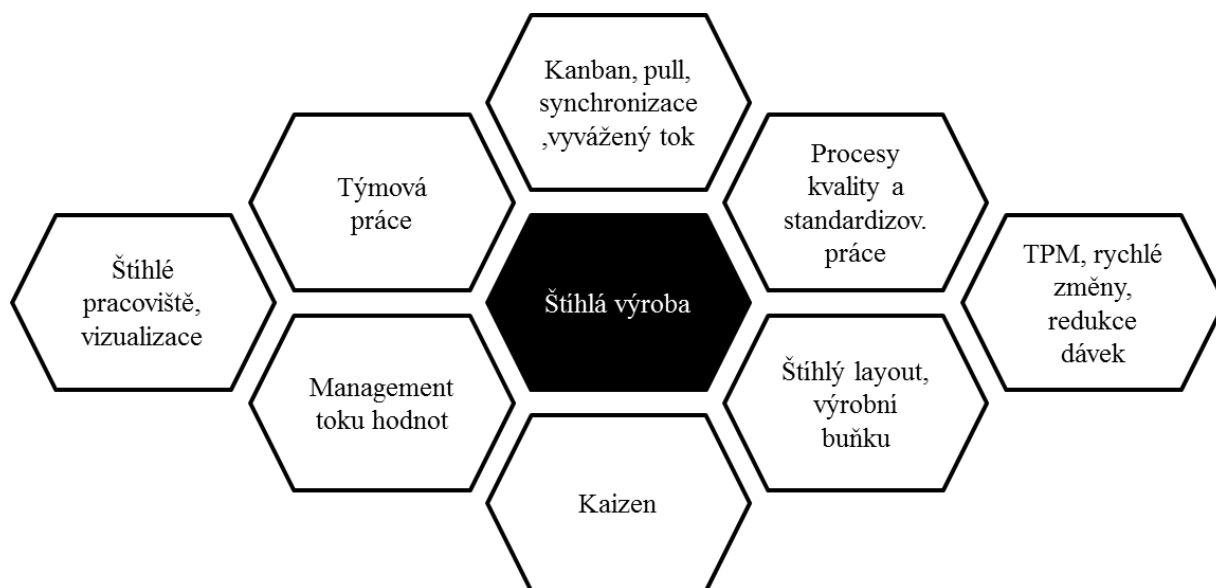 Kanban, pull,
synchronizace
,vyvážený tok
Týmová
práce
Procesy
kvality a
standardizov.
práce
Štíhlé
pracoviště,
vizualizace
Štíhlá výroba
TPM, rychlé
změny,
redukce
dávek
Management
toku hodnot
Štíhlý layout,
výrobní
buňku
Kaizen